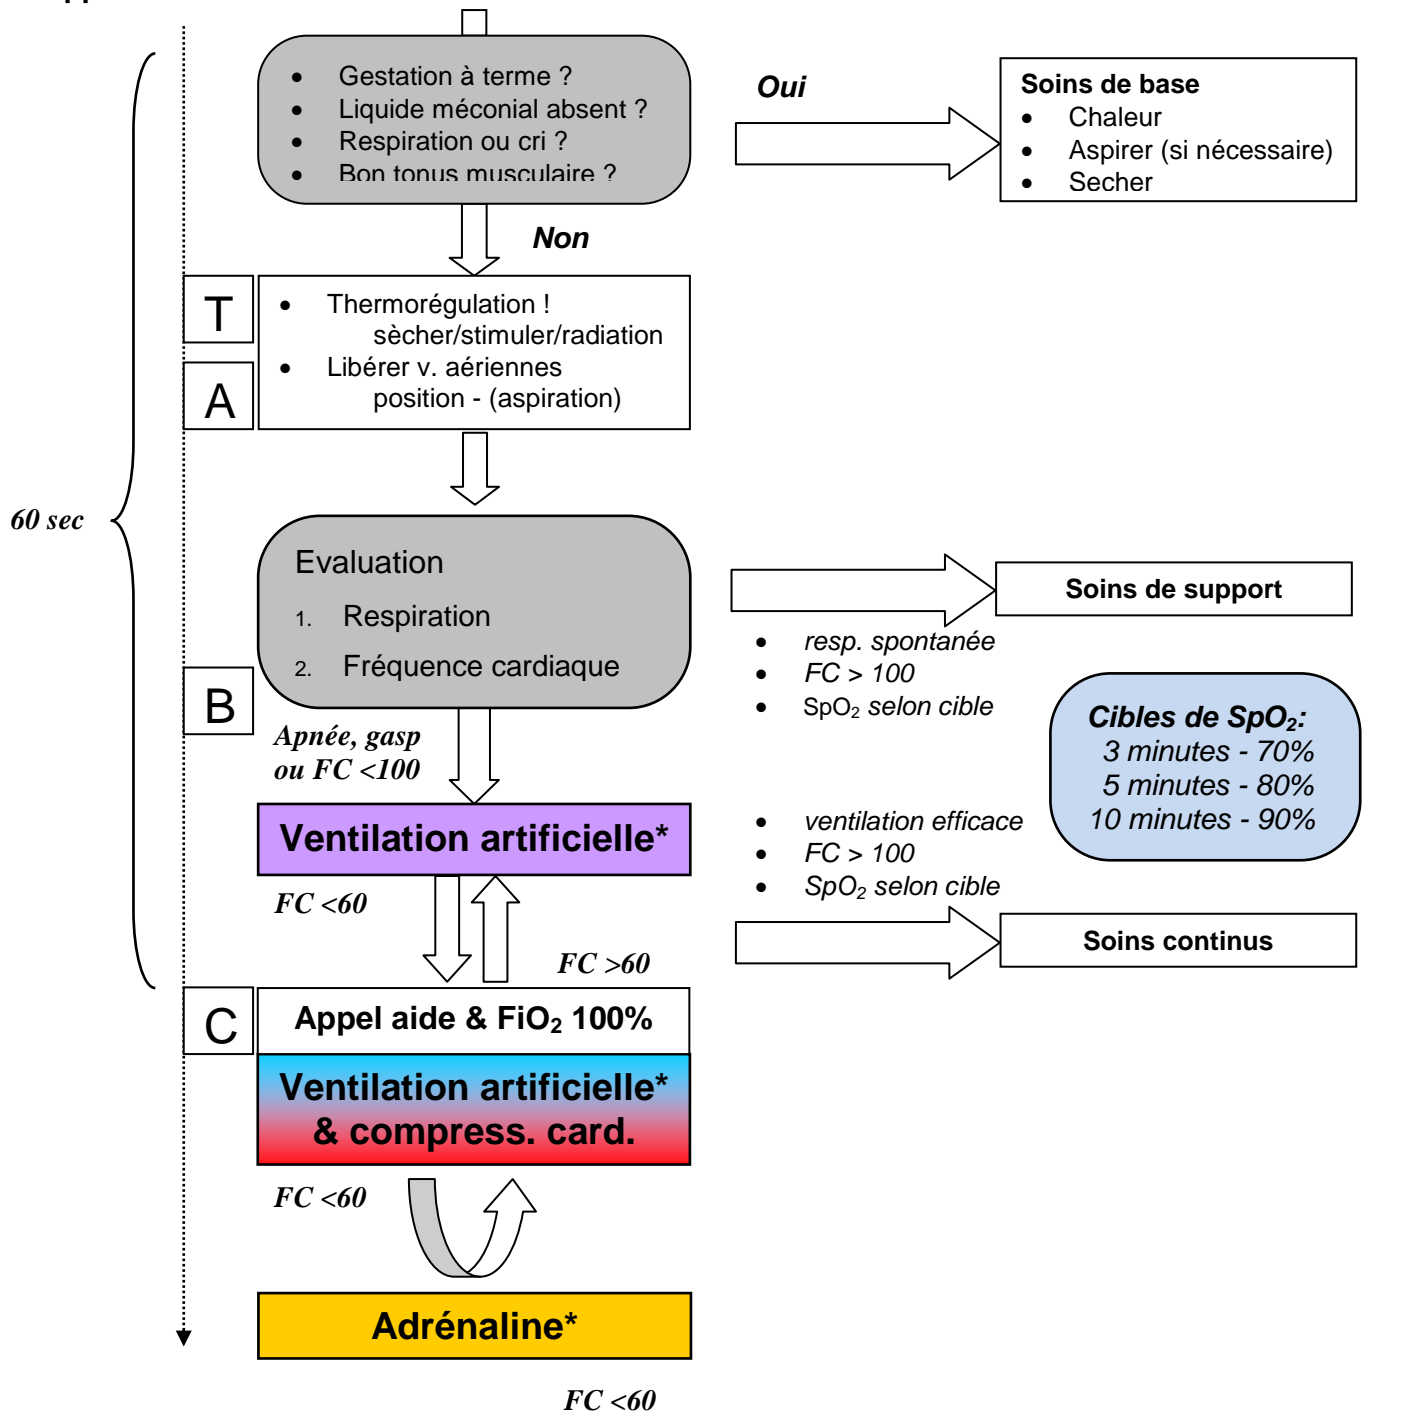 • Gestation à terme ?
• Liquide méconial absent ?
• Respiration ou cri ?
• Bon tonus musculaire ?
Oui
Soins de base
• Chaleur
• Aspirer (si nécessaire)
• Secher
Non
T
• Thermorégulation !
sècher/stimuler/radiation
A
• Libérer v. aériennes
position - (aspiration)
60 sec
Evaluation
1. Respiration
2. Fréquence cardiaque
Soins de support
• resp. spontanée
• FC > 100
• SpO₂ selon cible
B
Apnée, gasp
ou FC <100
Cibles de SpO₂:
3 minutes - 70%
5 minutes - 80%
10 minutes - 90%
Ventilation artificielle*
• ventilation efficace
• FC > 100
• SpO₂ selon cible
FC <60
FC >60
Soins continus
C
Appel aide & FiO₂ 100%
Ventilation artificielle*
& compress. card.
FC <60
Adrénaline*
FC <60